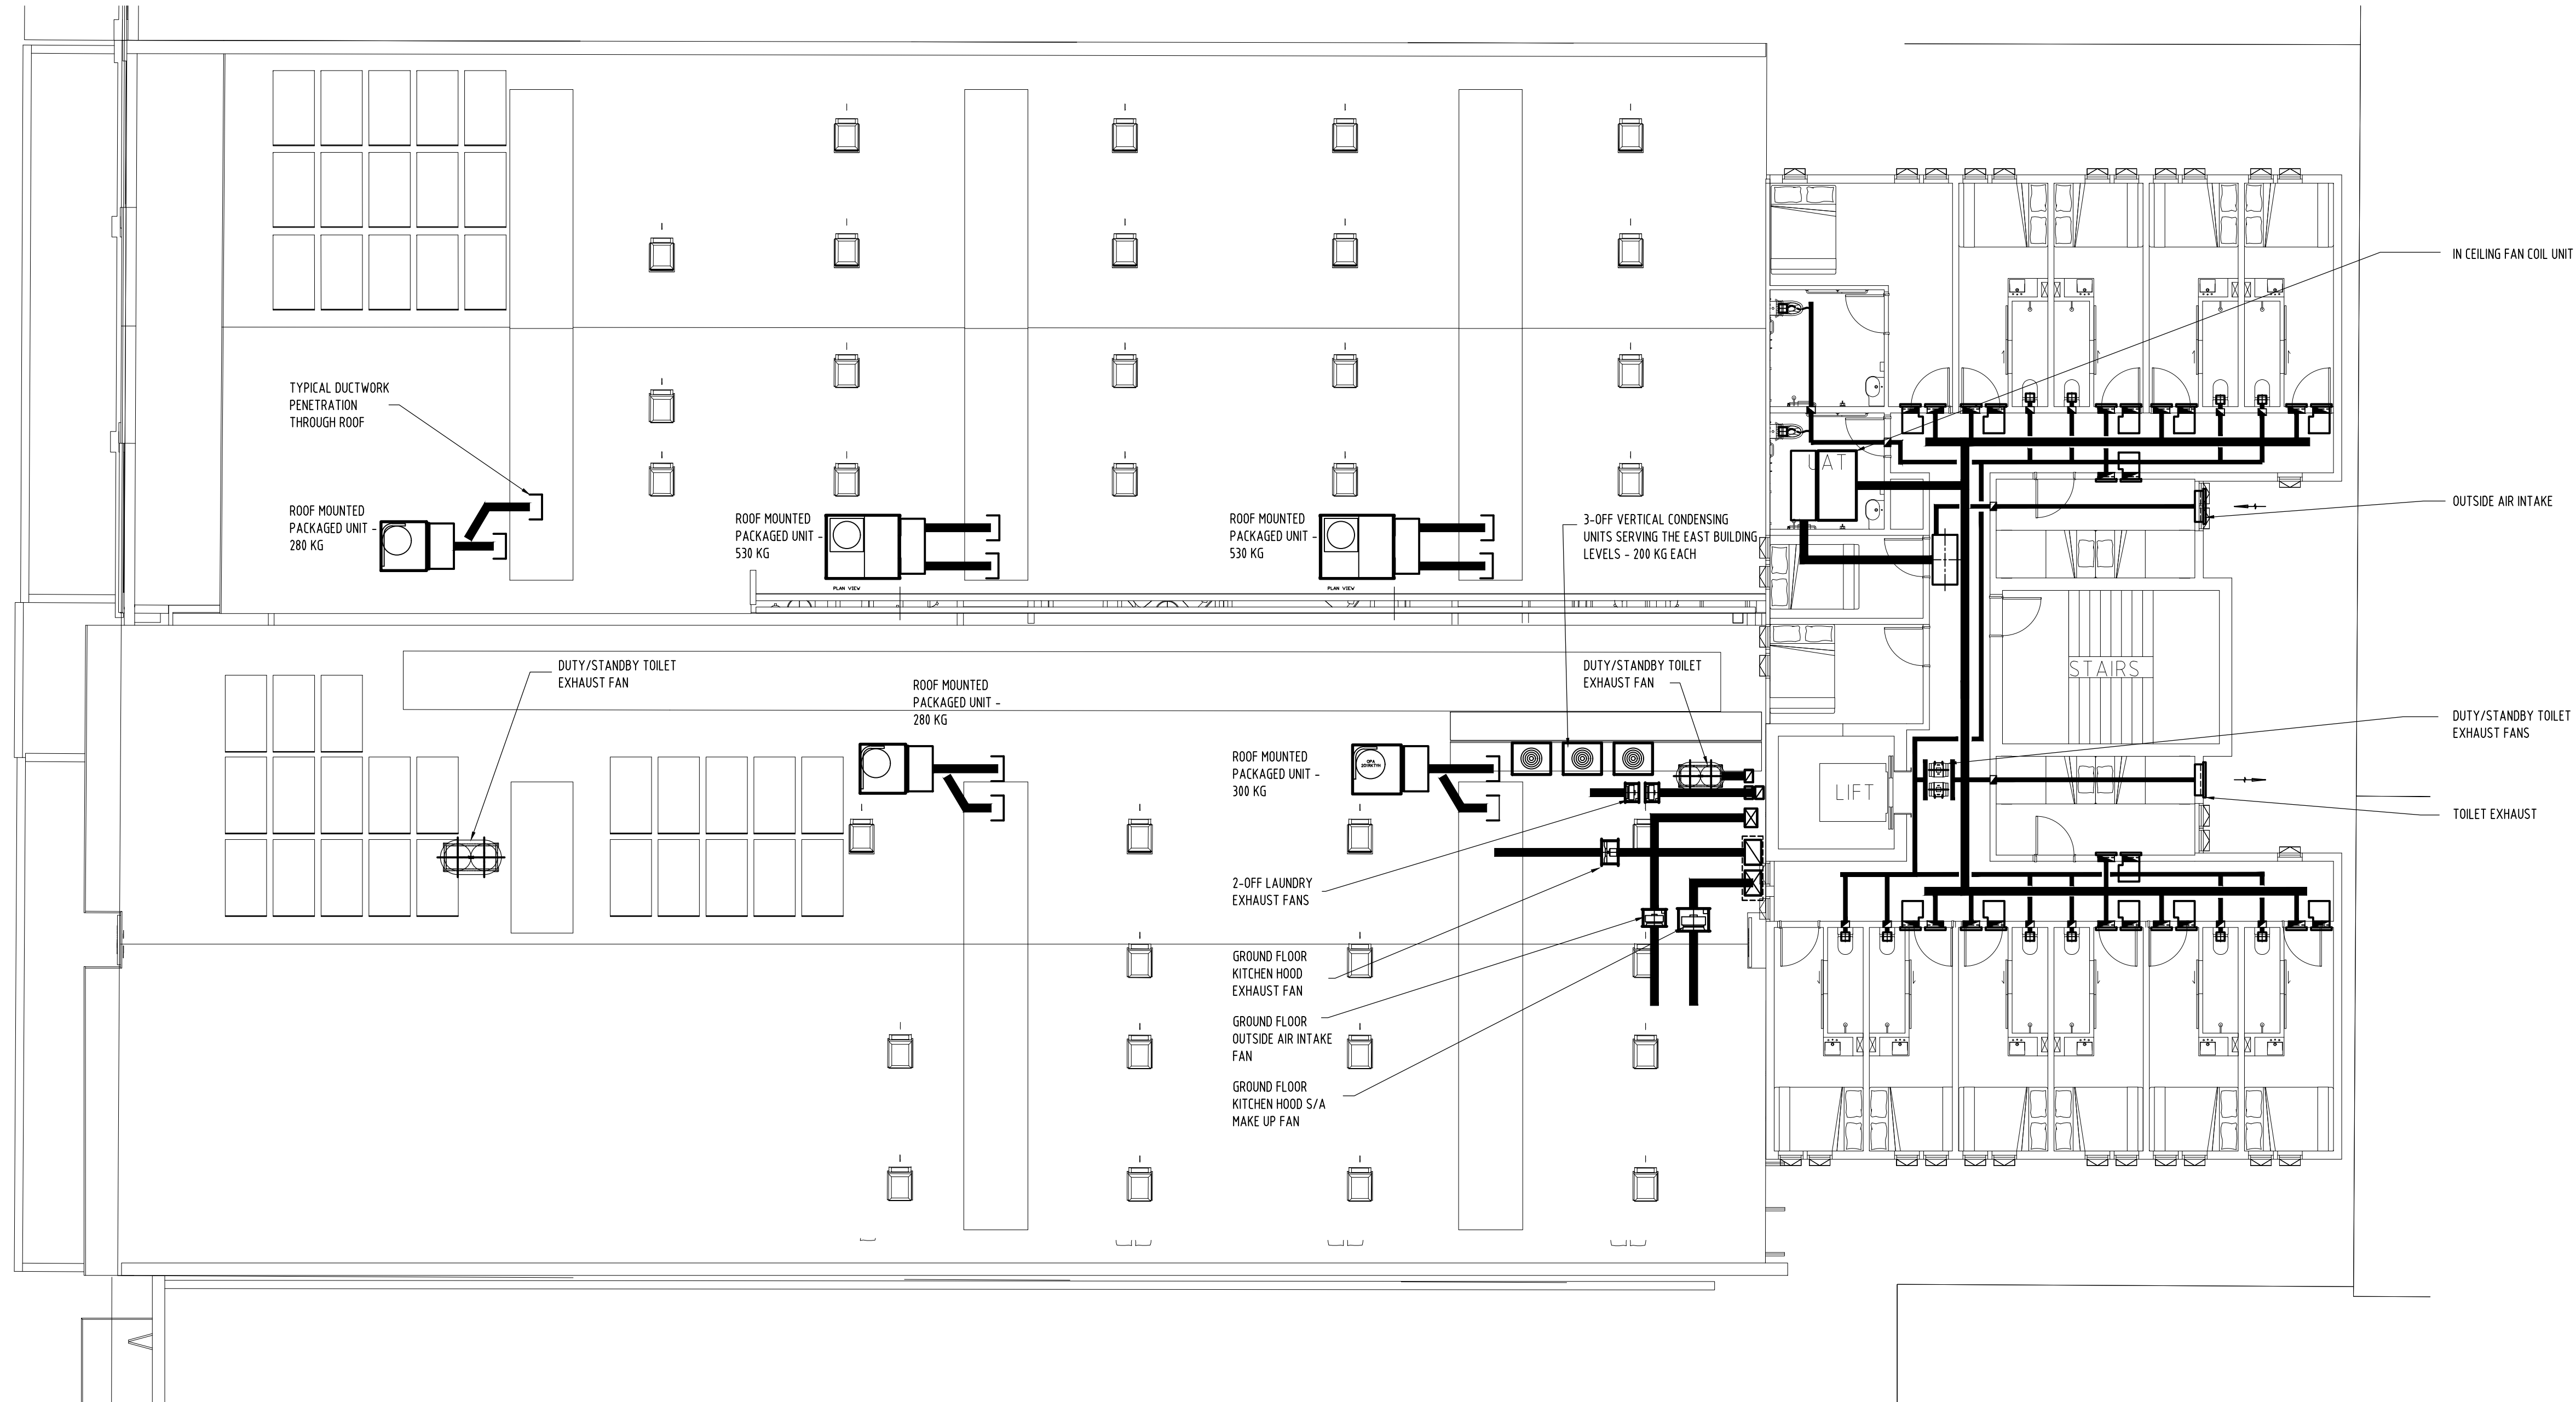 IN CEILING FAN COIL UNIT
TYPICAL DUCTWORK
PENETRATION
THROUGH ROOF
UAT
OUTSIDE AIR INTAKE
ROOF MOUNTED
PACKAGED UNIT -
280 KG
ROOF MOUNTED
PACKAGED UNIT -
530 KG
PLAN VIEW
ROOF MOUNTED
PACKAGED UNIT -
530 KG
PLAN VIEW
3-OFF VERTICAL CONDENSING
UNITS SERVING THE EAST BUILDING
LEVELS - 200 KG EACH
DUTY/STANDBY TOILET
EXHAUST FAN
ROOF MOUNTED
PACKAGED UNIT -
280 KG
DUTY/STANDBY TOILET
EXHAUST FAN
STAIRS
DUTY/STANDBY TOILET
EXHAUST FANS
ROOF MOUNTED
PACKAGED UNIT -
300 KG
LIFT
TOILET EXHAUST
2-OFF LAUNDRY
EXHAUST FANS
GROUND FLOOR
KITCHEN HOOD
EXHAUST FAN
GROUND FLOOR
OUTSIDE AIR INTAKE
FAN
GROUND FLOOR
KITCHEN HOOD S/A
MAKE UP FAN